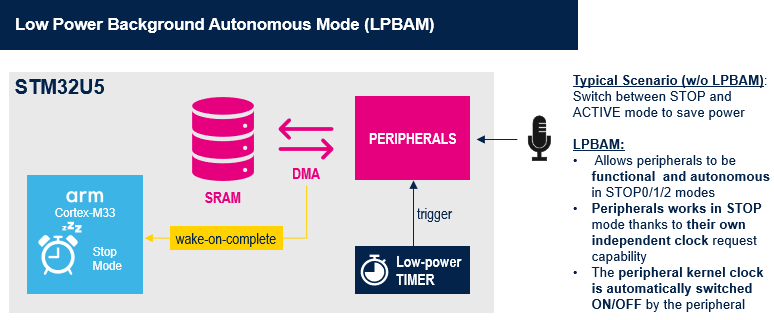 Low Power Background Autonomous Mode (LPBAM)
STM32U5
PERIPHERALS
DMA
SRAM
arm
Cortex-M33
zzZ
Stop
Mode
wake-on-complete
trigger
Low-power
TIMER
Typical Scenario (w/o LPBAM):
Switch between STOP and
ACTIVE mode to save power
LPBAM:
• Allows peripherals to be
functional and autonomous
in STOP0/1/2 modes
• Peripherals works in STOP
mode thanks to their own
independent clock request
capability
• The peripheral kernel clock
is automatically switched
ON/OFF by the peripheral